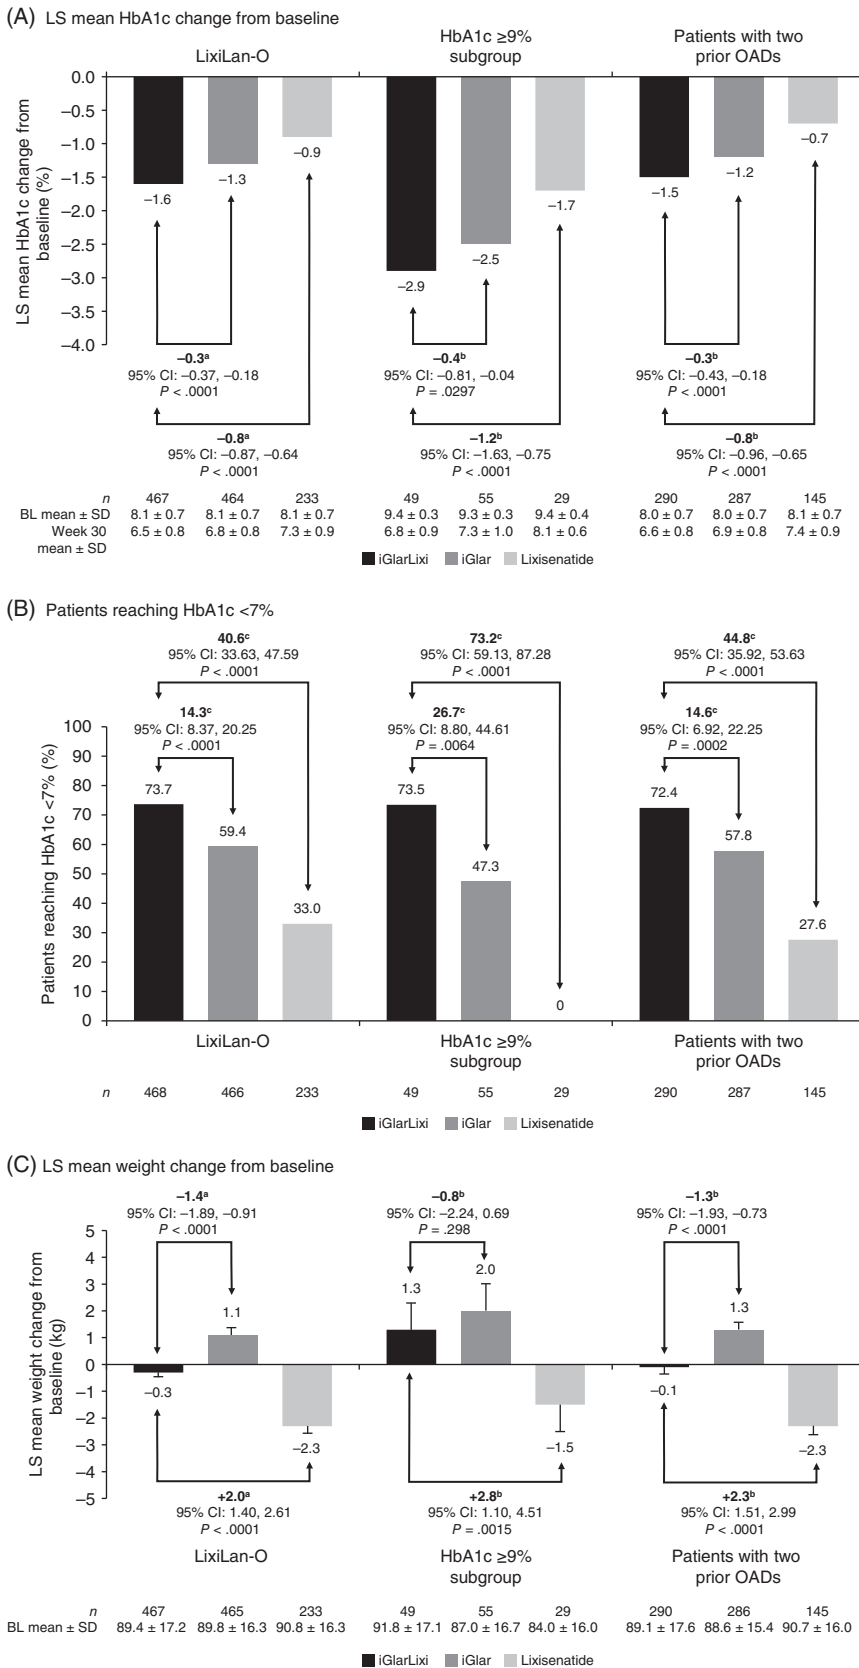 (A) LS mean HbA1c change from baseline
LixiLan-O
HbA1c ≥9%
subgroup
Patients with two
prior OADs
LS mean HbA1c change from
baseline (%)
0.0
−0.5
−1.0
−1.5
−2.0
−2.5
−3.0
−3.5
−4.0
−1.6
−1.3
−0.9
−2.9
−2.5
−1.7
−1.5
−1.2
−0.7
−0.3ᵃ
95% CI: −0.37, −0.18
P < .0001
−0.4ᵇ
95% CI: −0.81, −0.04
P = .0297
−0.3ᵇ
95% CI: −0.43, −0.18
P < .0001
−0.8ᵃ
95% CI: −0.87, −0.64
P < .0001
−1.2ᵇ
95% CI: −1.63, −0.75
P < .0001
−0.8ᵇ
95% CI: −0.96, −0.65
P < .0001
n 467 464 233 49 55 29 290 287 145
BL mean ± SD 8.1 ± 0.7 8.1 ± 0.7 8.1 ± 0.7 9.4 ± 0.3 9.3 ± 0.3 9.4 ± 0.4 8.0 ± 0.7 8.0 ± 0.7 8.1 ± 0.7
Week 30 6.5 ± 0.8 6.8 ± 0.8 7.3 ± 0.9 6.8 ± 0.9 7.3 ± 1.0 8.1 ± 0.6 6.6 ± 0.8 6.9 ± 0.8 7.4 ± 0.9
mean ± SD
iGlarLixi iGlar Lixisenatide
(B) Patients reaching HbA1c <7%
40.6ᶜ
95% CI: 33.63, 47.59
P < .0001
73.2ᶜ
95% CI: 59.13, 87.28
P < .0001
44.8ᶜ
95% CI: 35.92, 53.63
P < .0001
14.3ᶜ
95% CI: 8.37, 20.25
P < .0001
26.7ᶜ
95% CI: 8.80, 44.61
P = .0064
14.6ᶜ
95% CI: 6.92, 22.25
P = .0002
Patients reaching HbA1c <7% (%)
100
90
80
70
60
50
40
30
20
10
0
73.7
59.4
33.0
73.5
47.3
0
72.4
57.8
27.6
LixiLan-O
HbA1c ≥9%
subgroup
Patients with two
prior OADs
n 468 466 233 49 55 29 290 287 145
iGlarLixi iGlar Lixisenatide
(C) LS mean weight change from baseline
−1.4ᵃ
95% CI: −1.89, −0.91
P < .0001
−0.8ᵇ
95% CI: −2.24, 0.69
P = .298
−1.3ᵇ
95% CI: −1.93, −0.73
P < .0001
LS mean weight change from
baseline (kg)
5
4
3
2
1
0
−1
−2
−3
−4
−5
−0.3
1.1
−2.3
1.3
2.0
−1.5
−0.1
1.3
−2.3
+2.0ᵃ
95% CI: 1.40, 2.61
P < .0001
+2.8ᵇ
95% CI: 1.10, 4.51
P = .0015
+2.3ᵇ
95% CI: 1.51, 2.99
P < .0001
LixiLan-O
HbA1c ≥9%
subgroup
Patients with two
prior OADs
n 467 465 233 49 55 29 290 286 145
BL mean ± SD 89.4 ± 17.2 89.8 ± 16.3 90.8 ± 16.3 91.8 ± 17.1 87.0 ± 16.7 84.0 ± 16.0 89.1 ± 17.6 88.6 ± 15.4 90.7 ± 16.0
iGlarLixi iGlar Lixisenatide